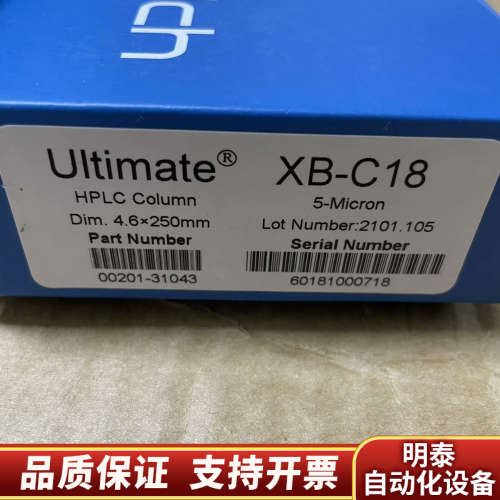 Ultimate® XB-C18
HPLC Column 5-Micron
Dim. 4.6×250mm Lot Number:2101.105
Part Number Serial Number
00201-31043 60181000718
品质保证 支持开票
明泰
自动化设备